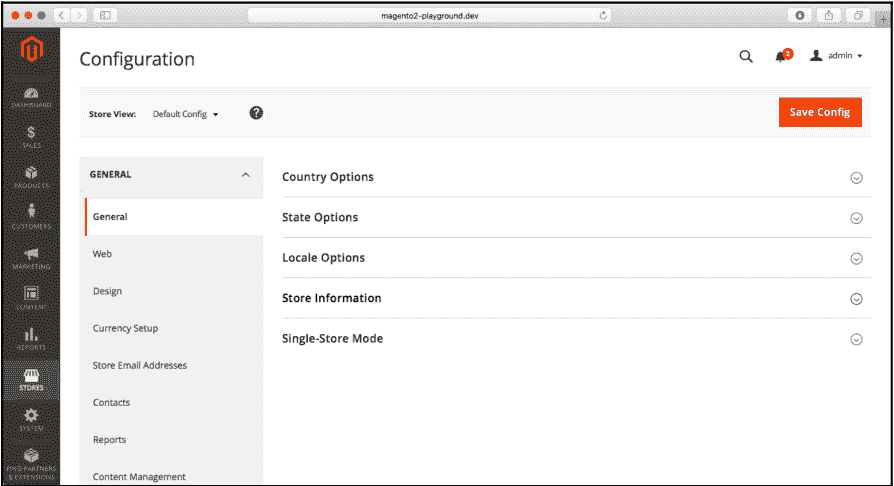 magento2-playground.dev
Configuration
2
admin
Store View:
Default Config
?
Save Config
DASHBOARD
$
SALES
PRODUCTS
CUSTOMERS
MARKETING
CONTENT
REPORTS
STORES
SYSTEM
FIND PARTNERS
& EXTENSIONS
GENERAL
General
Web
Design
Currency Setup
Store Email Addresses
Contacts
Reports
Content Management
Country Options
State Options
Locale Options
Store Information
Single-Store Mode